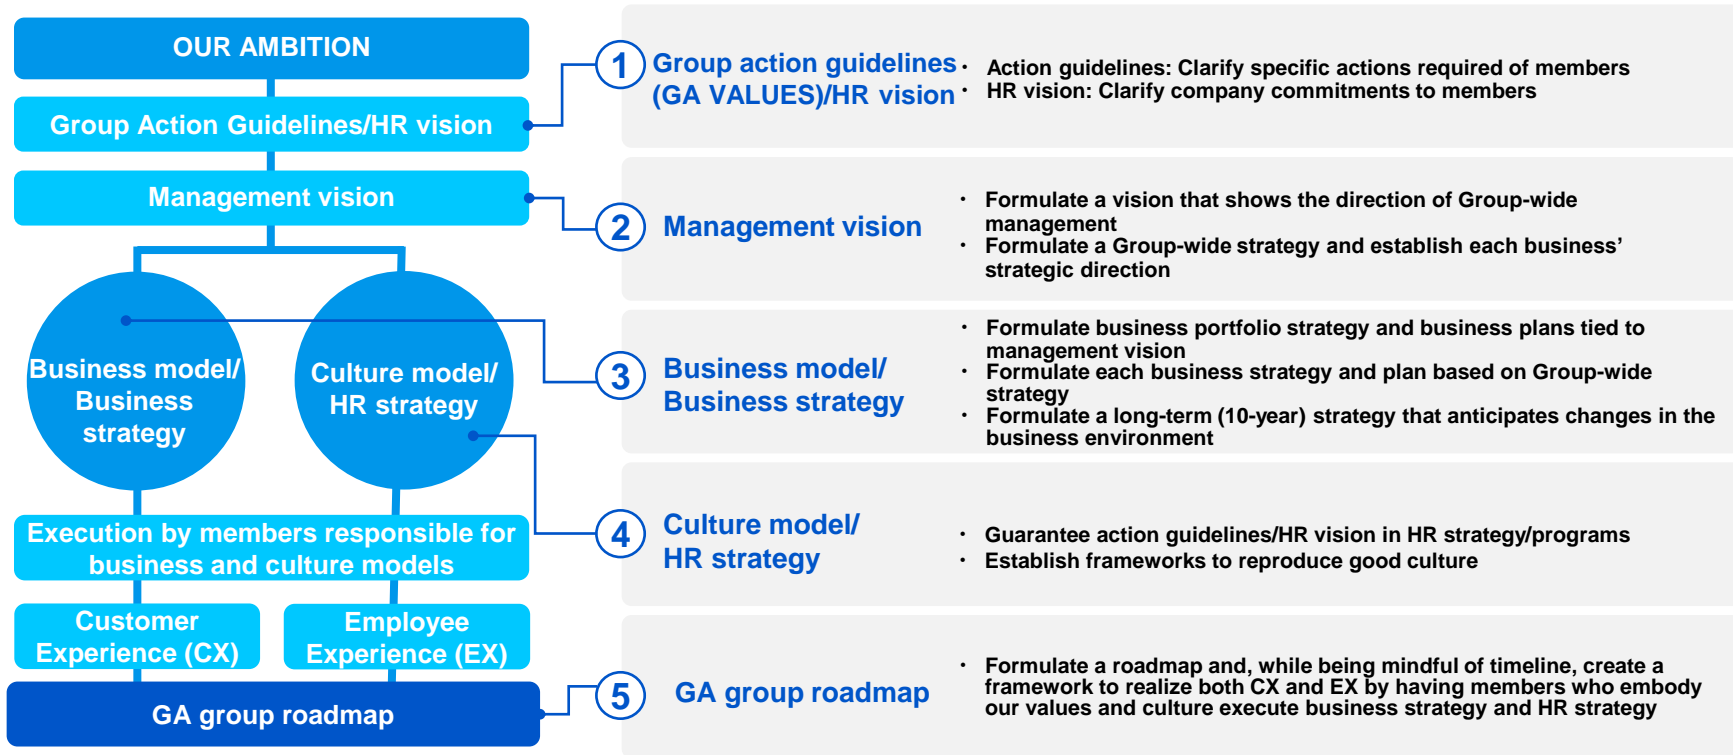 OUR AMBITION
Group Action Guidelines/HR vision
Management vision
Business model/
Business
strategy
Culture model/
HR strategy
Execution by members responsible for
business and culture models
Customer
Experience (CX)
Employee
Experience (EX)
GA group roadmap
1
Group action guidelines
(GA VALUES)/HR vision
・ Action guidelines: Clarify specific actions required of members
・ HR vision: Clarify company commitments to members
2
Management vision
・ Formulate a vision that shows the direction of Group-wide
management
・ Formulate a Group-wide strategy and establish each business’
strategic direction
3
Business model/
Business strategy
・ Formulate business portfolio strategy and business plans tied to
management vision
・ Formulate each business strategy and plan based on Group-wide
strategy
・ Formulate a long-term (10-year) strategy that anticipates changes in the
business environment
4
Culture model/
HR strategy
・ Guarantee action guidelines/HR vision in HR strategy/programs
・ Establish frameworks to reproduce good culture
5
GA group roadmap
・ Formulate a roadmap and, while being mindful of timeline, create a
framework to realize both CX and EX by having members who embody
our values and culture execute business strategy and HR strategy